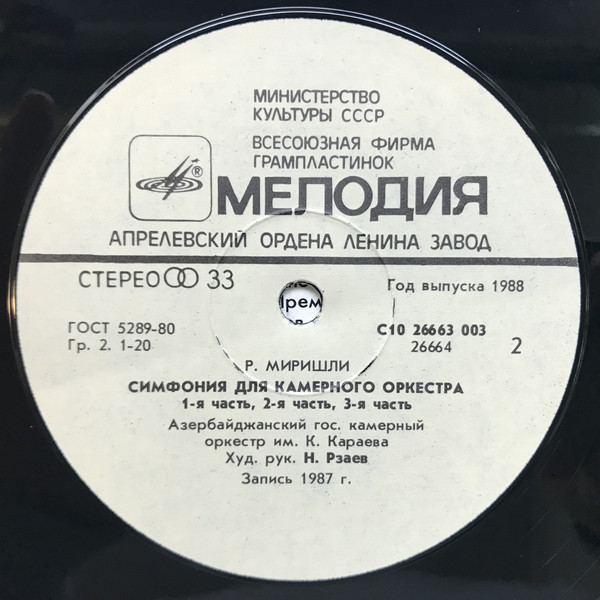 МИНИСТЕРСТВО
КУЛЬТУРЫ СССР
ВСЕСОЮЗНАЯ ФИРМА
ГРАМПЛАСТИНОК
®
МЕЛОДИЯ
АПРЕЛЕВСКИЙ ОРДЕНА ЛЕНИНА ЗАВОД
СТЕРЕО 33
Год выпуска 1988
ГОСТ 5289-80
Гр. 2. 1-20
С10 26663 003
26664
2
Р. МИРИШЛИ
СИМФОНИЯ ДЛЯ КАМЕРНОГО ОРКЕСТРА
1-я часть, 2-я часть, 3-я часть
Азербайджанский гос. камерный
оркестр им. К. Караева
Худ. рук. Н. Рзаев
Запись 1987 г.